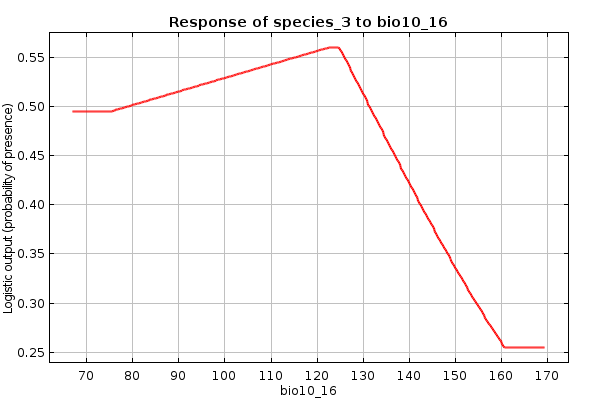 Response of species_3 to bio10_16
Logistic output (probability of presence)
0.55
0.50
0.45
0.40
0.35
0.30
0.25
70 80 90 100 110 120 130 140 150 160 170
bio10_16